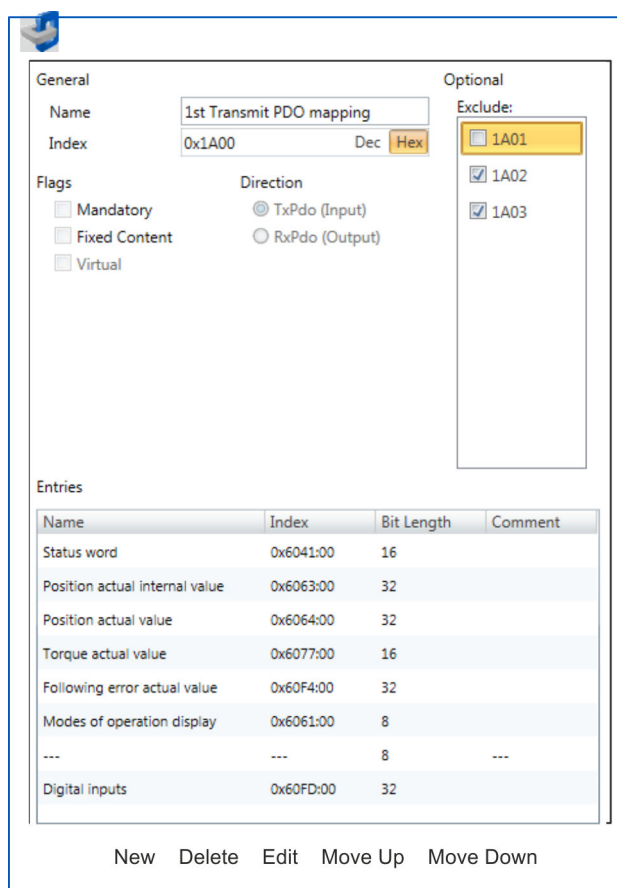 General
Optional
Name 1st Transmit PDO mapping
Exclude:
Index 0x1A00 Dec Hex
1A01
1A02
1A03
Flags
Direction
Mandatory
TxPdo (Input)
Fixed Content
RxPdo (Output)
Virtual
Entries
Name Index Bit Length Comment
Status word 0x6041:00 16
Position actual internal value 0x6063:00 32
Position actual value 0x6064:00 32
Torque actual value 0x6077:00 16
Following error actual value 0x60F4:00 32
Modes of operation display 0x6061:00 8
--- --- 8 ---
Digital inputs 0x60FD:00 32
New Delete Edit Move Up Move Down